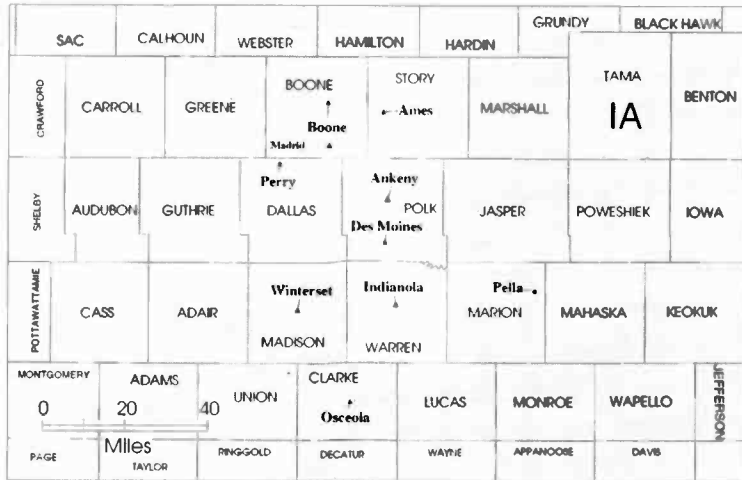 SAC CALHOUN WEBSTER HAMILTON HARDIN GRUNDY BLACK HAWK
CRAWFORD CARROLL GREENE BOONE STORY MARSHALL TAMA BENTON
IA
Ames
Boone
Madrid
SHELBY AUDUBON GUTHRIE Perry DALLAS Ankeny POLK JASPER POWESHIEK IOWA
Des Moines
POTTAWATTAMIE CASS ADAIR Winterset Indianola Pella
MADISON WARREN MARION MAHASKA KEOKUK
MONTGOMERY ADAMS UNION CLARKE LUCAS MONROE WAPELLO JEFFERSON
0 20 40
Osceola
Miles
PAGE TAYLOR RINGGOLD DECATUR WAYNE APPANOOSE DAVIS